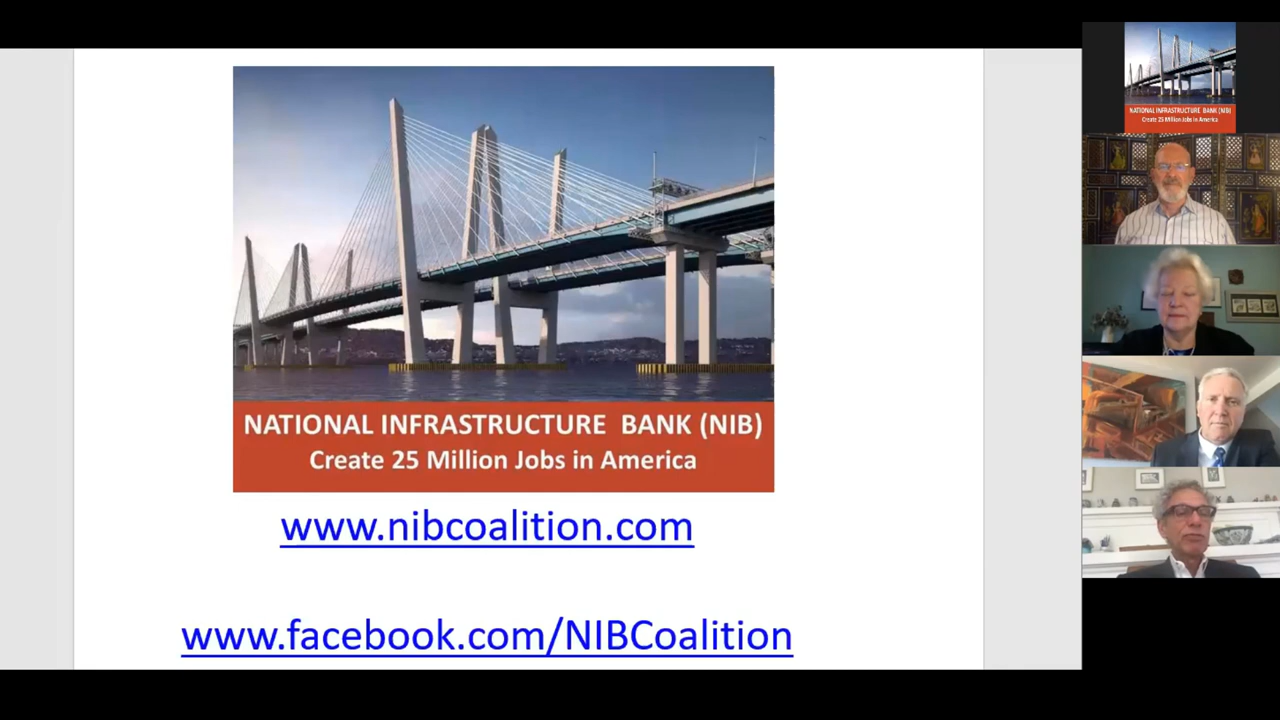 NATIONAL INFRASTRUCTURE BANK (NIB)
Create 25 Million Jobs in America
www.nibcoalition.com
www.facebook.com/NIBCoalition
NATIONAL INFRASTRUCTURE BANK (NIB)
Create 25 Million Jobs in America